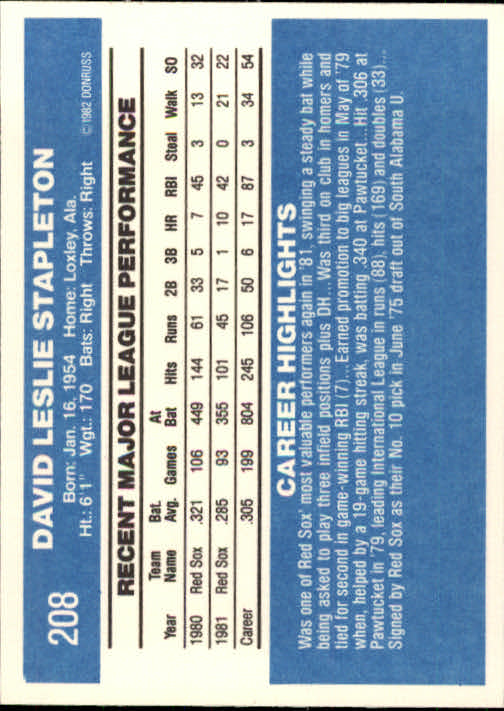 208
DAVID LESLIE STAPLETON
Born: Jan. 16, 1954 Home: Loxley, Ala.
Ht.: 6'1" Wgt.: 170 Bats: Right Throws: Right
©1982 DONRUSS
RECENT MAJOR LEAGUE PERFORMANCE
Year Team Name Bat. Avg. Games At Bat Hits Runs 2B 3B HR RBI Steal Walk SO
1980 Red Sox .321 106 449 144 61 33 5 7 45 3 13 32
1981 Red Sox .285 93 355 101 45 17 1 10 42 0 21 22
Career .305 199 804 245 106 50 6 17 87 3 34 54
CAREER HIGHLIGHTS
Was one of Red Sox' most valuable performers again in '81, swinging a steady bat while
being asked to play three infield positions plus DH...Was third on club in homers and
tied for second in game-winning RBI (7)...Earned promotion to big leagues in May of '79
when, helped by a 19-game hitting streak, was batting .340 at Pawtucket...Hit .306 at
Pawtucket in '79, leading International League in runs (88), hits (169) and doubles (33)...
Signed by Red Sox as their No. 10 pick in June '75 draft out of South Alabama U.